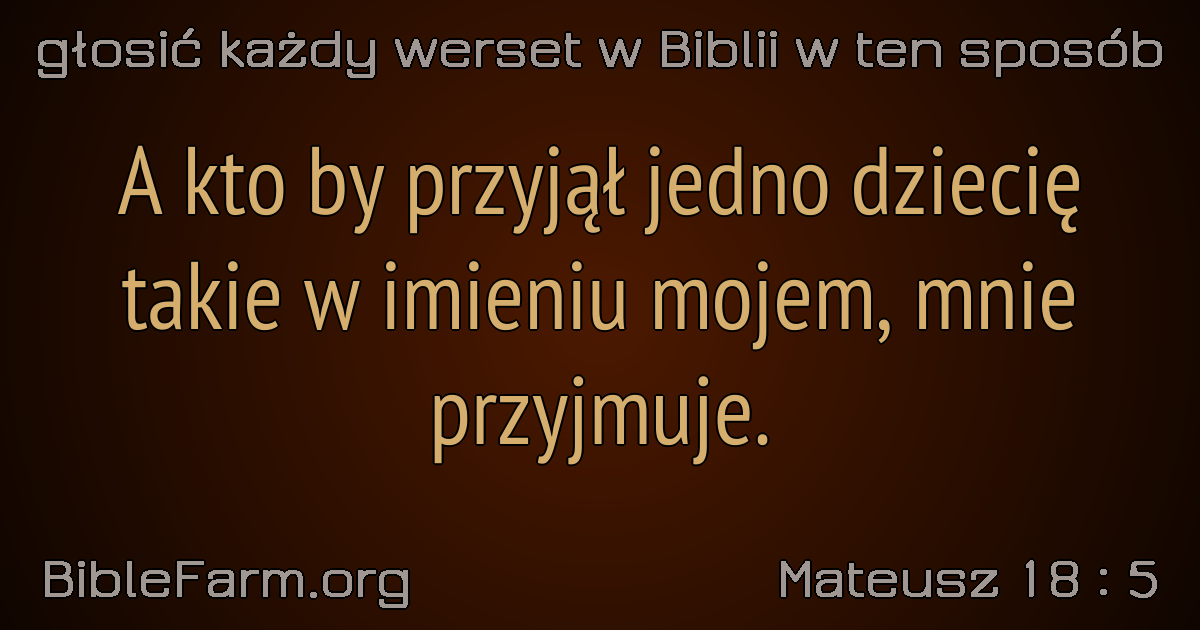 głosić każdy werset w Biblii w ten sposób
A kto by przyjął jedno dziecię
takie w imieniu mojem, mnie
przyjmuje.
BibleFarm.org
Mateusz 18 : 5